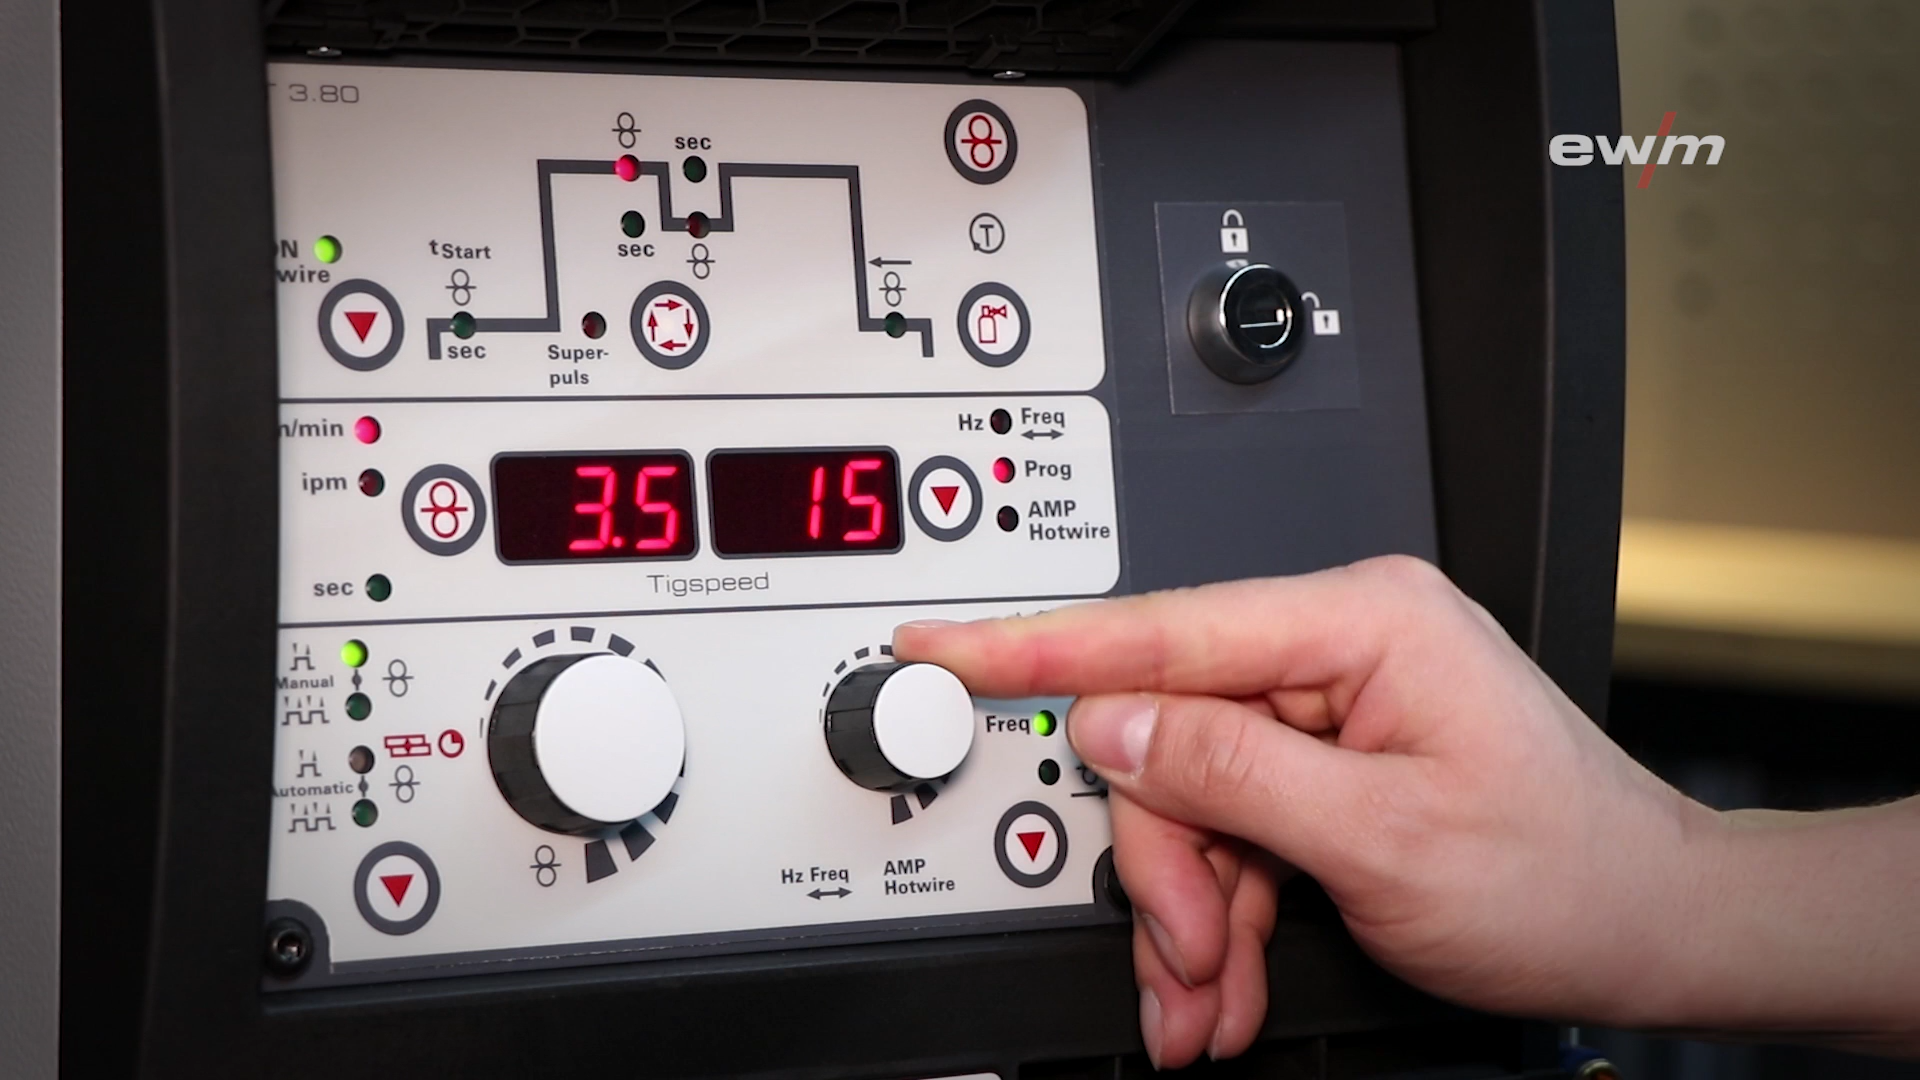 T 3.80
sec
ewm
ON
wire
tStart
sec
sec
Super-
puls
T
m/min
Hz Freq
ipm
3.5
15
Prog
AMP
Hotwire
sec
Tigspeed
Manual
Freq
Automatic
Hz Freq
AMP
Hotwire